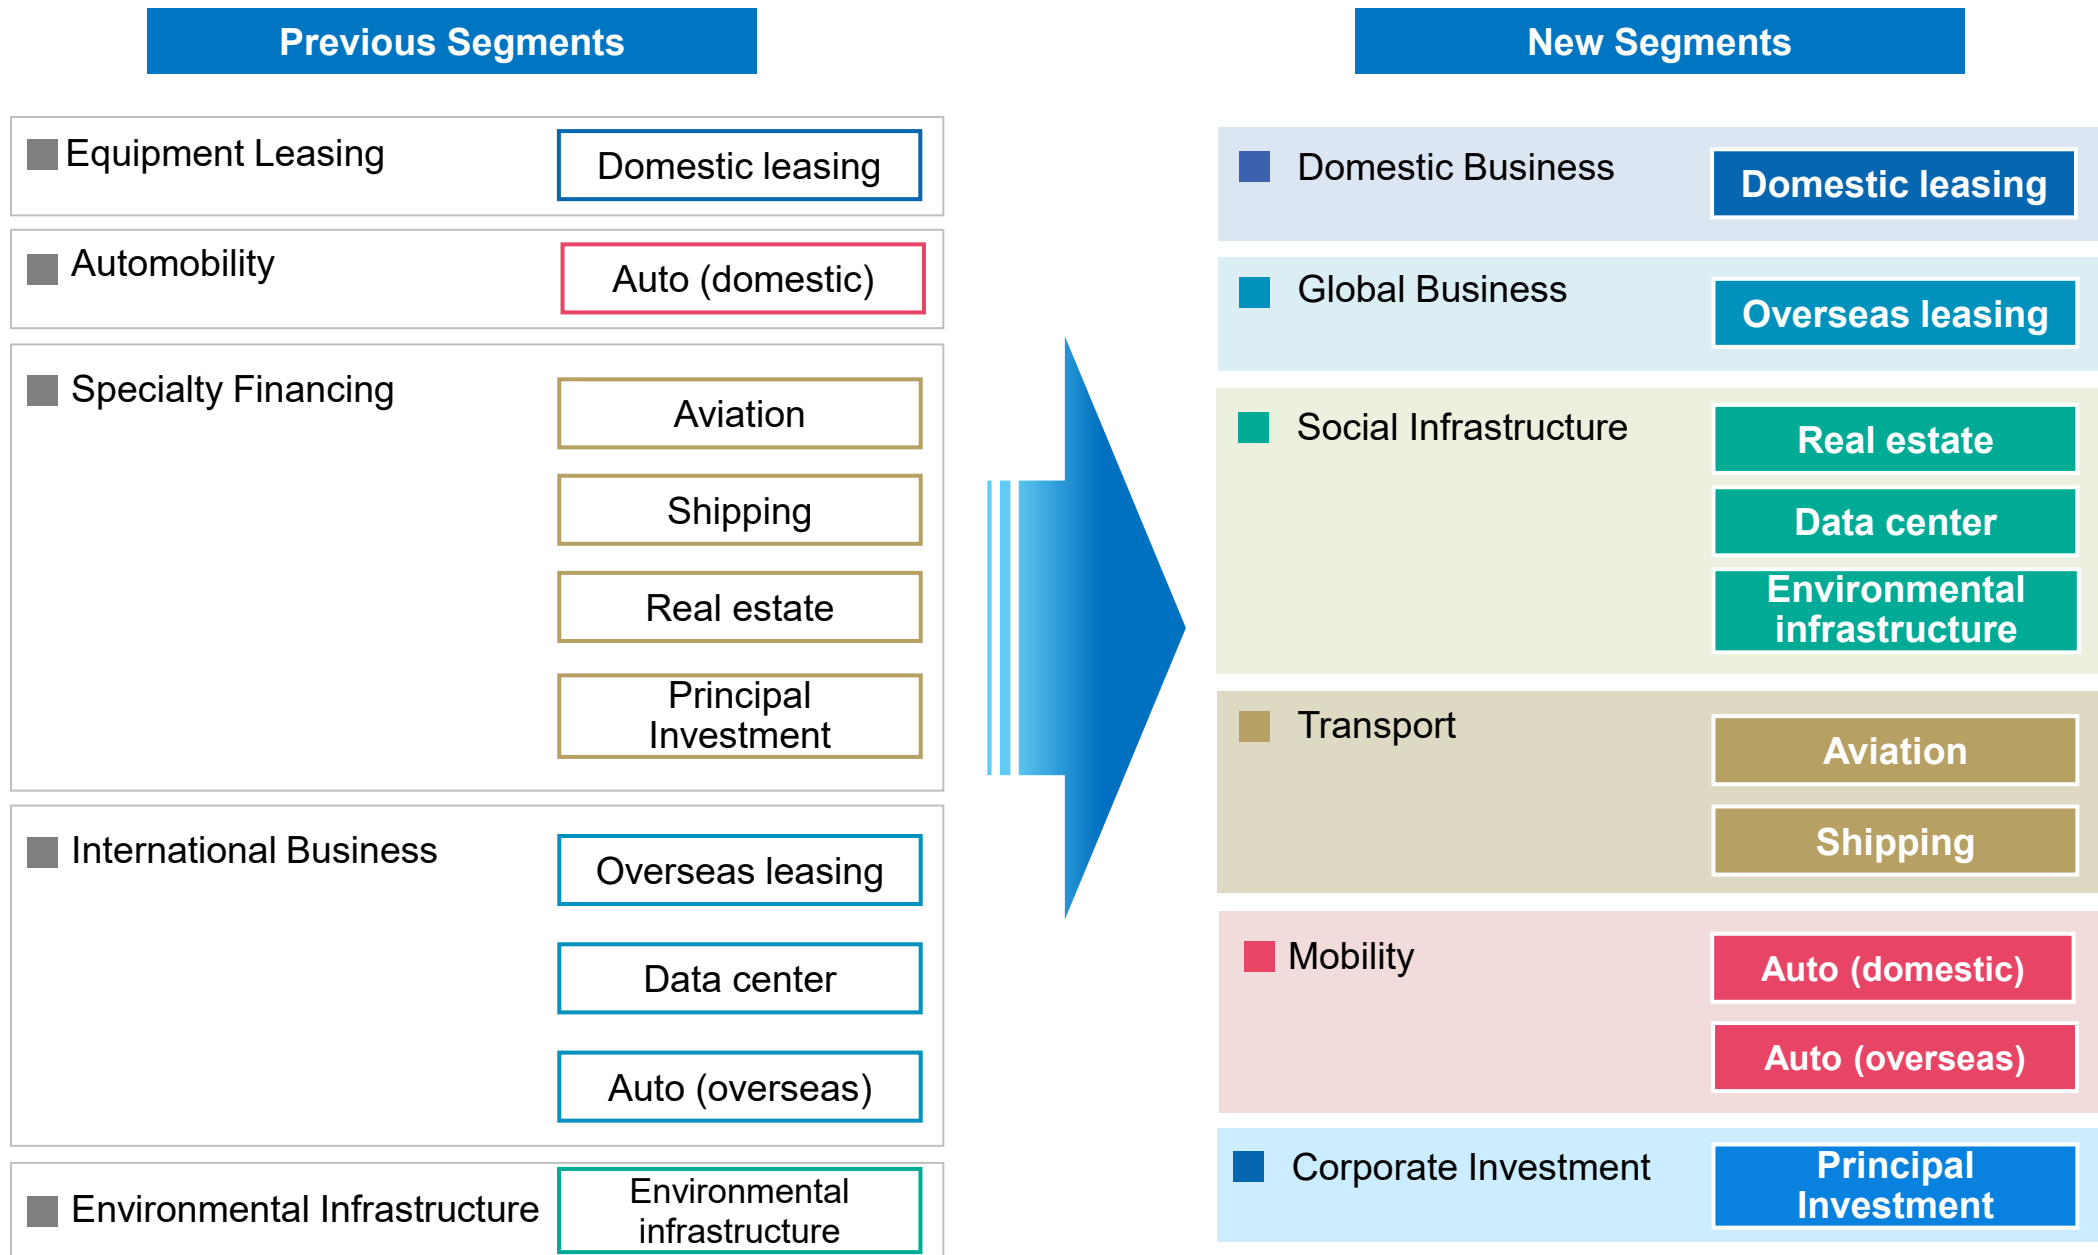 Previous Segments
Equipment Leasing
Domestic leasing
Automobility
Auto (domestic)
Specialty Financing
Aviation
Shipping
Real estate
Principal
Investment
International Business
Overseas leasing
Data center
Auto (overseas)
Environmental Infrastructure
Environmental
infrastructure
New Segments
Domestic Business
Domestic leasing
Global Business
Overseas leasing
Social Infrastructure
Real estate
Data center
Environmental
infrastructure
Transport
Aviation
Shipping
Mobility
Auto (domestic)
Auto (overseas)
Corporate Investment
Principal
Investment